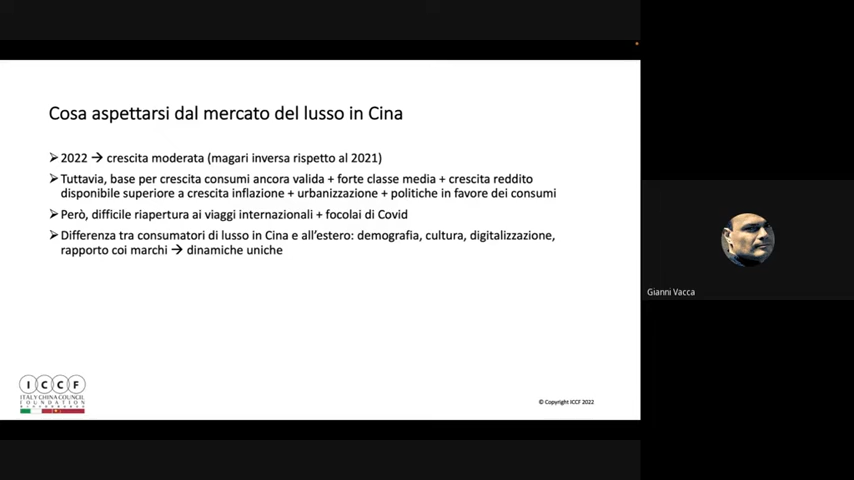 Cosa aspettarsi dal mercato del lusso in Cina
➢ 2022 → crescita moderata (magari inversa rispetto al 2021)
➢ Tuttavia, base per crescita consumi ancora valida + forte classe media + crescita reddito
disponibile superiore a crescita inflazione + urbanizzazione + politiche in favore dei consumi
➢ Però, difficile riapertura ai viaggi internazionali + focolai di Covid
➢ Differenza tra consumatori di lusso in Cina e all'estero: demografia, cultura, digitalizzazione,
rapporto coi marchi → dinamiche uniche
Gianni Vacca
I C C F
ITALY CHINA COUNCIL
FOUNDATION
© Copyright ICCF 2022